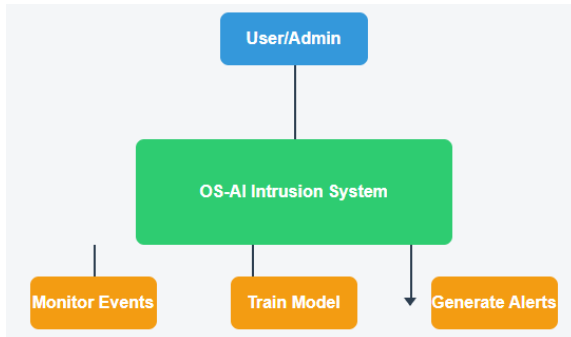 User/Admin
OS-AI Intrusion System
Monitor Events
Train Model
Generate Alerts